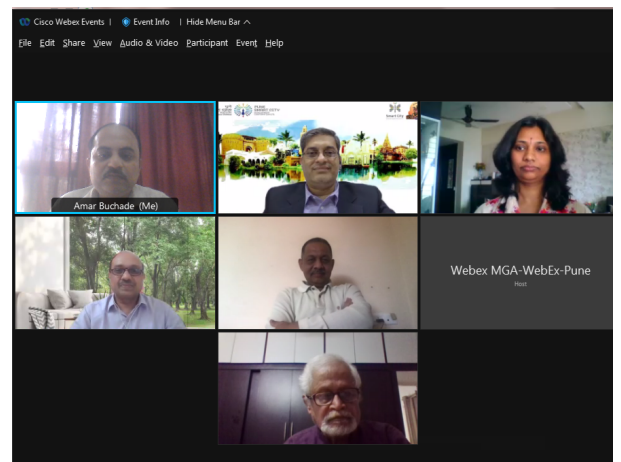 Cisco Webex Events | Event Info | Hide Menu Bar ^
File Edit Share View Audio & Video Participant Event Help
Amar Buchade (Me)
Webex MGA-WebEx-Pune
Host